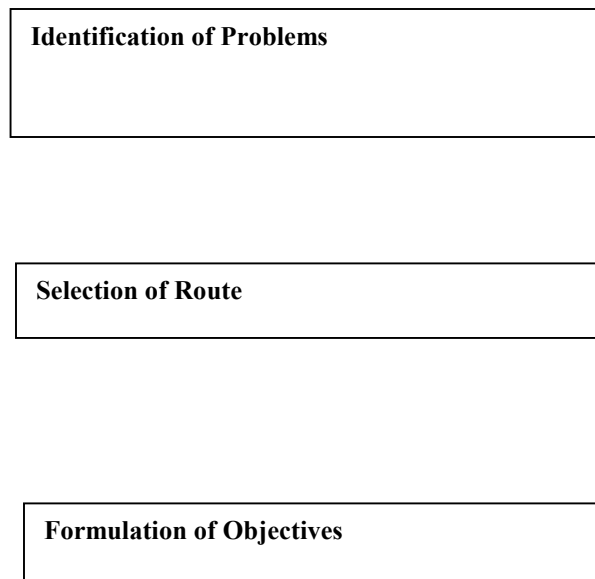 Identification of Problems
Selection of Route
Formulation of Objectives